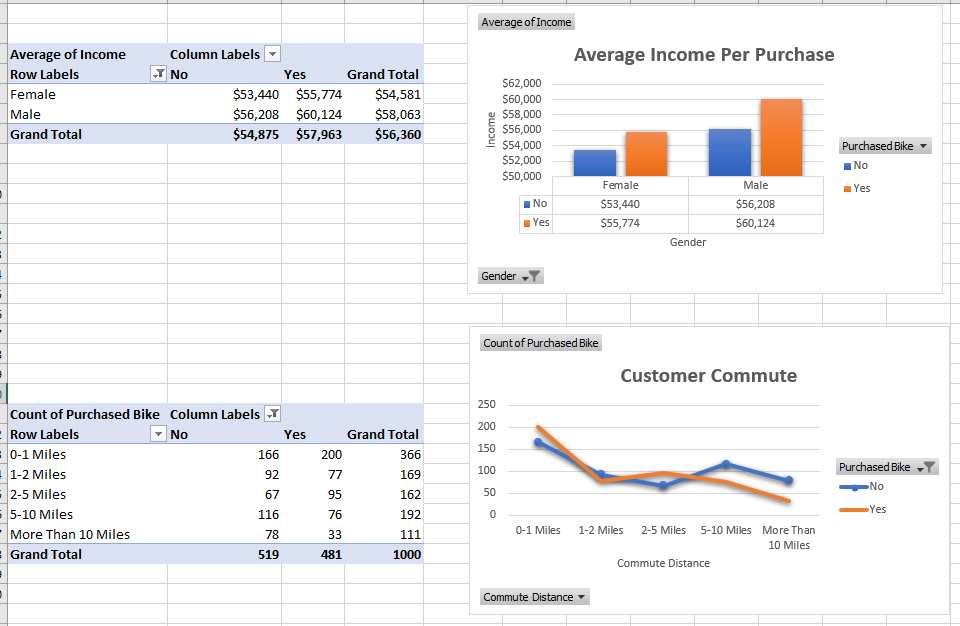 Average of Income Column Labels
Row Labels No Yes Grand Total
Female $53,440 $55,774 $54,581
Male $56,208 $60,124 $58,063
Grand Total $54,875 $57,963 $56,360
Average of Income
Average Income Per Purchase
$62,000
$60,000
$58,000
$56,000
$54,000
$52,000
$50,000
Income
Female Male
No $53,440 $56,208
Yes $55,774 $60,124
Gender
Purchased Bike
No
Yes
Gender
Count of Purchased Bike Column Labels
Row Labels No Yes Grand Total
0-1 Miles 166 200 366
1-2 Miles 92 77 169
2-5 Miles 67 95 162
5-10 Miles 116 76 192
More Than 10 Miles 78 33 111
Grand Total 519 481 1000
Count of Purchased Bike
Customer Commute
250
200
150
100
50
0
0-1 Miles 1-2 Miles 2-5 Miles 5-10 Miles More Than
10 Miles
Commute Distance
Purchased Bike
No
Yes
Commute Distance